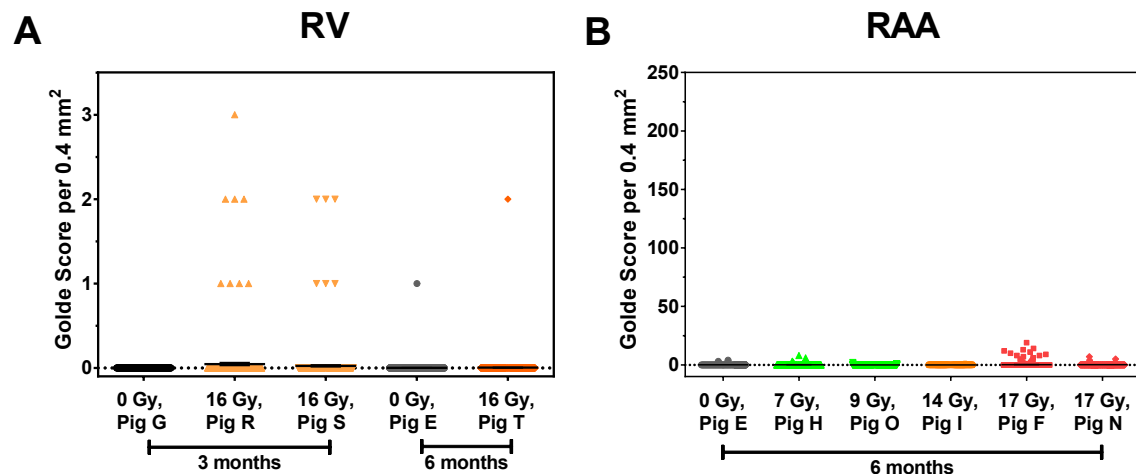 A
RV
Golde Score per 0.4 mm²
3
2
1
0
0 Gy,
Pig G
16 Gy,
Pig R
16 Gy,
Pig S
0 Gy,
Pig E
16 Gy,
Pig T
3 months
6 months
B
RAA
Golde Score per 0.4 mm²
250
200
150
100
50
0
0 Gy,
Pig E
7 Gy,
Pig H
9 Gy,
Pig O
14 Gy,
Pig I
17 Gy,
Pig F
17 Gy,
Pig N
6 months